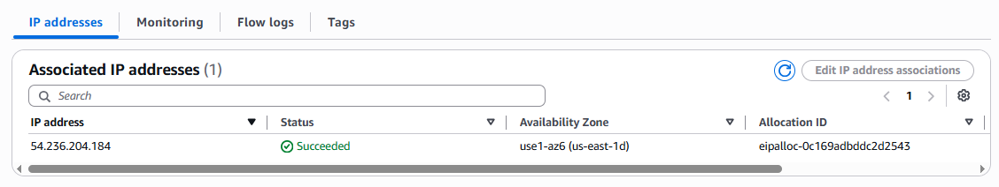 IP addresses Monitoring Flow logs Tags
Associated IP addresses (1) Edit IP address associations
Search 1
IP address Status Availability Zone Allocation ID
54.236.204.184 Succeeded use1-az6 (us-east-1d) eipalloc-0c169adbddc2d2543